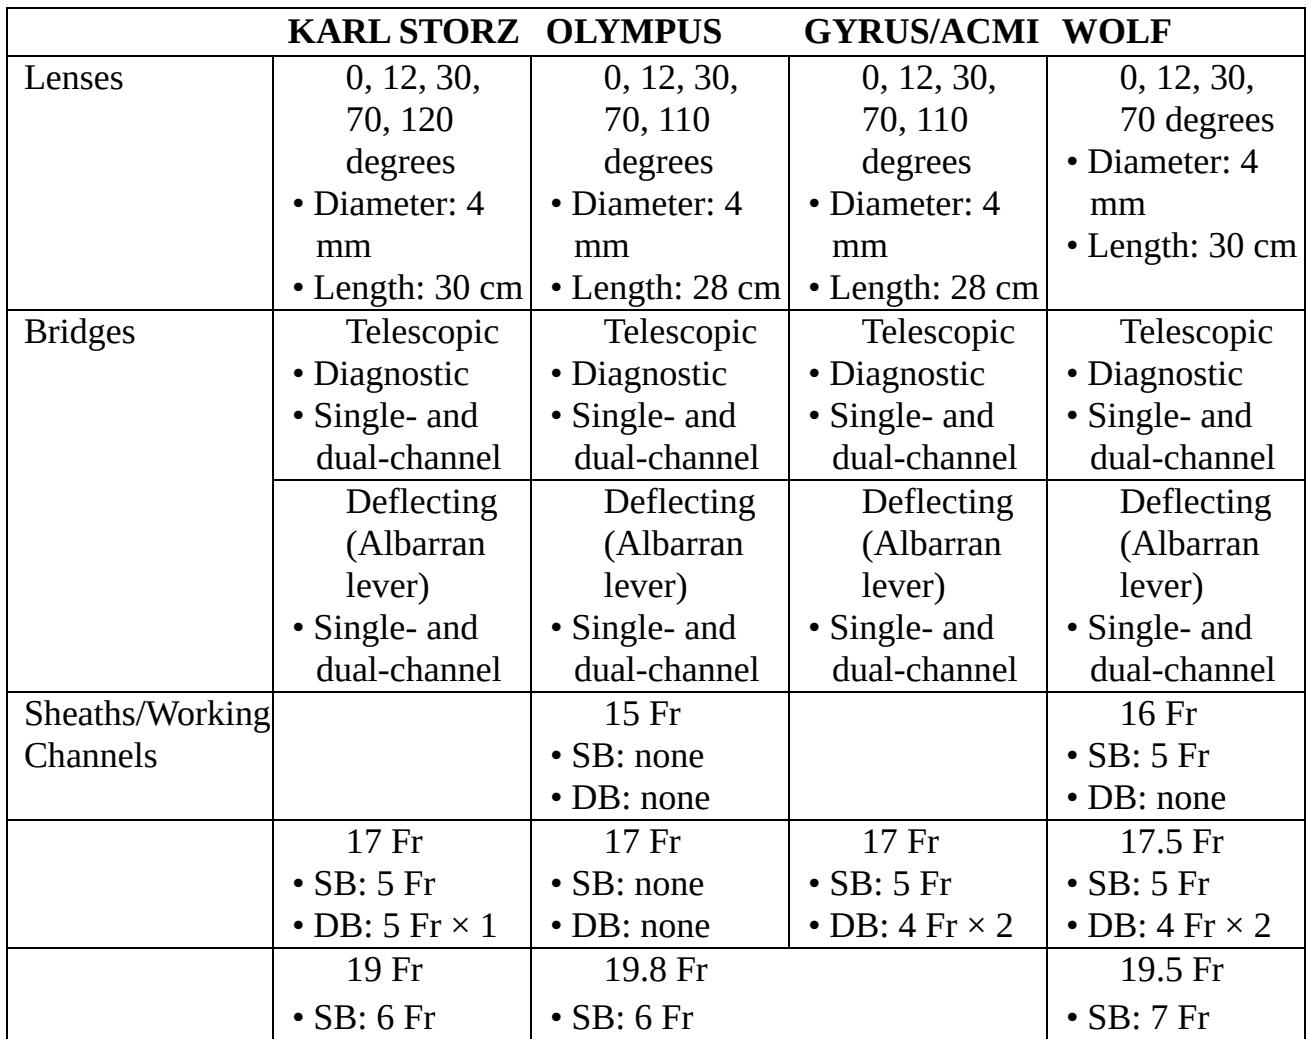 KARL STORZ OLYMPUS GYRUS/ACMI WOLF
Lenses
0, 12, 30,
70, 120
degrees
• Diameter: 4
mm
• Length: 30 cm
0, 12, 30,
70, 110
degrees
• Diameter: 4
mm
• Length: 28 cm
0, 12, 30,
70, 110
degrees
• Diameter: 4
mm
• Length: 28 cm
0, 12, 30,
70 degrees
• Diameter: 4
mm
• Length: 30 cm
Bridges
Telescopic
• Diagnostic
• Single- and
dual-channel
Telescopic
• Diagnostic
• Single- and
dual-channel
Telescopic
• Diagnostic
• Single- and
dual-channel
Telescopic
• Diagnostic
• Single- and
dual-channel
Deflecting
(Albarran
lever)
• Single- and
dual-channel
Deflecting
(Albarran
lever)
• Single- and
dual-channel
Deflecting
(Albarran
lever)
• Single- and
dual-channel
Deflecting
(Albarran
lever)
• Single- and
dual-channel
Sheaths/Working
Channels
15 Fr
• SB: none
• DB: none
16 Fr
• SB: 5 Fr
• DB: none
17 Fr
• SB: 5 Fr
• DB: 5 Fr × 1
17 Fr
• SB: none
• DB: none
17 Fr
• SB: 5 Fr
• DB: 4 Fr × 2
17.5 Fr
• SB: 5 Fr
• DB: 4 Fr × 2
19 Fr
• SB: 6 Fr
19.8 Fr
• SB: 6 Fr
19.5 Fr
• SB: 7 Fr